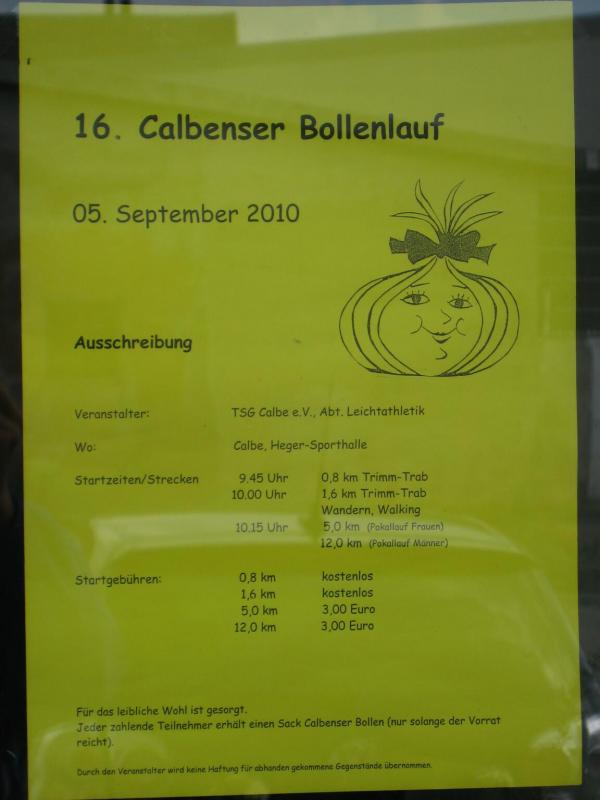 16. Calbenser Bollenlauf
05. September 2010
Ausschreibung
Veranstalter: TSG Calbe e.V., Abt. Leichtathletik
Wo: Calbe, Heger-Sporthalle
Startzeiten/Strecken 9.45 Uhr 0,8 km Trimm-Trab
10.00 Uhr 1,6 km Trimm-Trab
Wandern, Walking
10.15 Uhr 5,0 km (Pokallauf Frauen)
12,0 km (Pokallauf Männer)
Startgebühren: 0,8 km kostenlos
1,6 km kostenlos
5,0 km 3,00 Euro
12,0 km 3,00 Euro
Für das leibliche Wohl ist gesorgt.
Jeder zahlende Teilnehmer erhält einen Sack Calbenser Bollen (nur solange der Vorrat
reicht).
Durch den Veranstalter wird keine Haftung für abhanden gekommene Gegenstände übernommen.